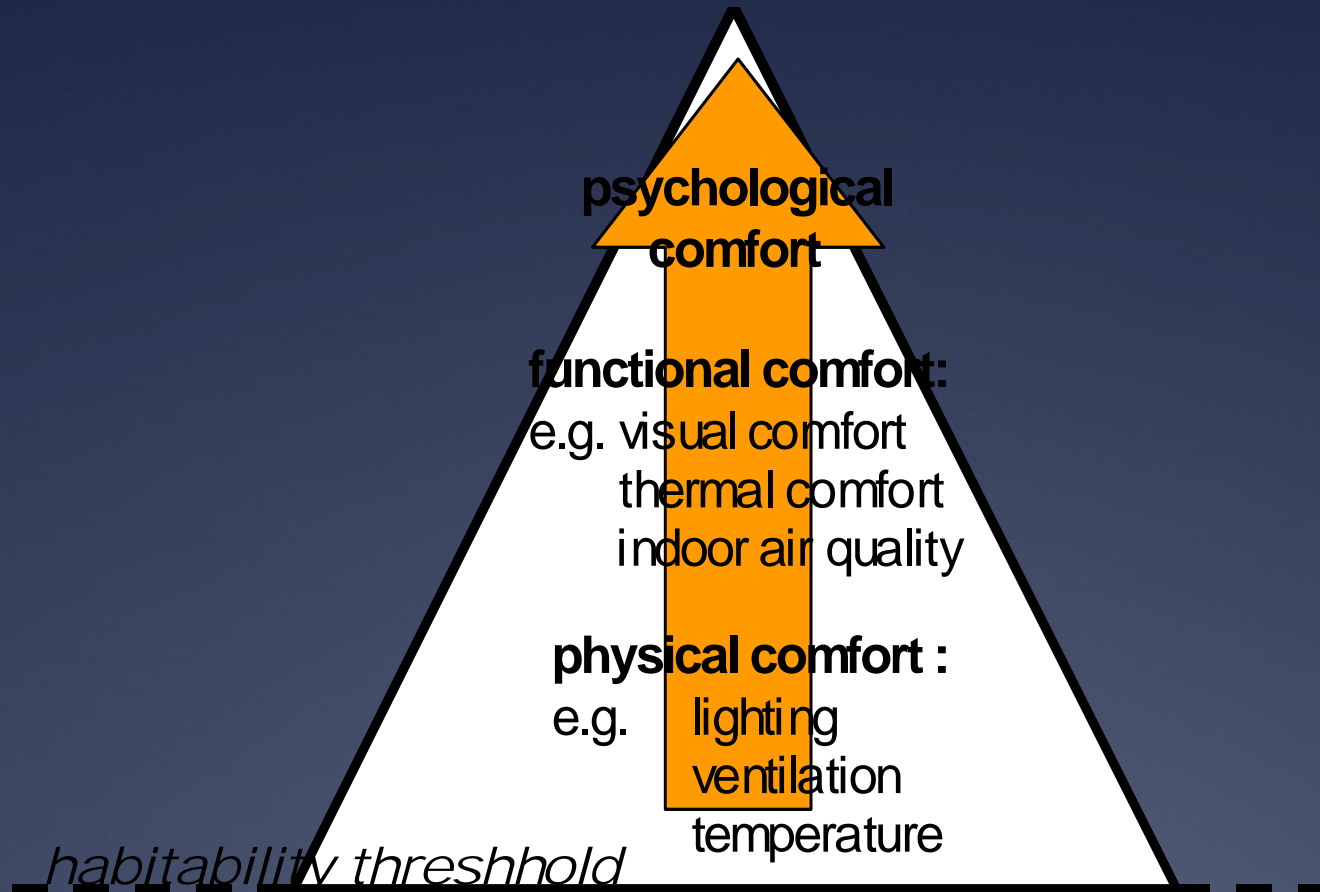 psychological
comfort
functional comfort:
e.g. visual comfort
thermal comfort
indoor air quality
physical comfort :
e.g. lighting
ventilation
temperature
habitability threshhold